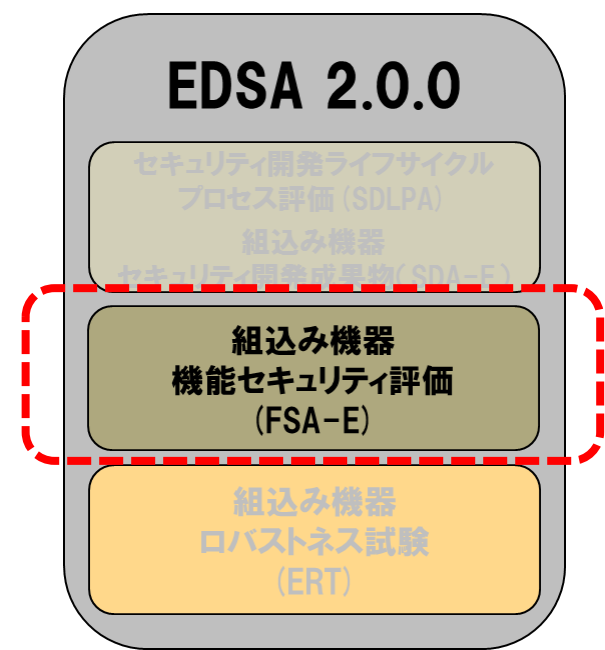 EDSA 2.0.0
セキュリティ開発ライフサイクル
プロセス評価(SDLPA)
組込み機器
セキュリティ開発成果物(SDA-E)
組込み機器
機能セキュリティ評価
(FSA-E)
組込み機器
ロバストネス試験
(ERT)